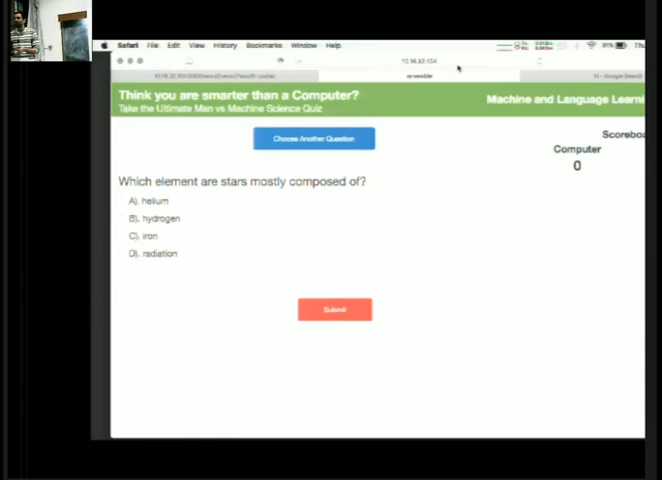 Safari File Edit View History Bookmarks Window Help
81%
Think you are smarter than a Computer?
Take the Ultimate Man vs Machine Science Quiz
Machine and Language Learni
Choose Another Question
Scoreboa
Computer
0
Which element are stars mostly composed of?
A). helium
B). hydrogen
C). iron
D). radiation
Submit